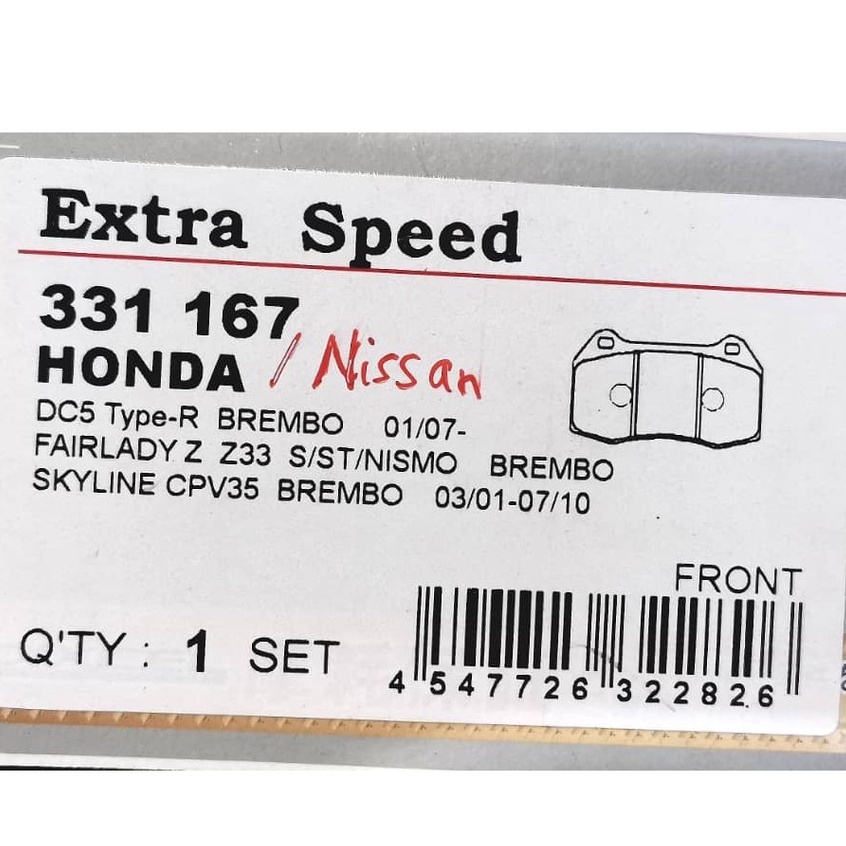 Extra Speed
331 167
HONDA / Nissan
DC5 Type-R BREMBO 01/07-
FAIRLADY Z Z33 S/ST/NISMO BREMBO
SKYLINE CPV35 BREMBO 03/01-07/10
FRONT
Q'TY : 1 SET
4 547726 322826